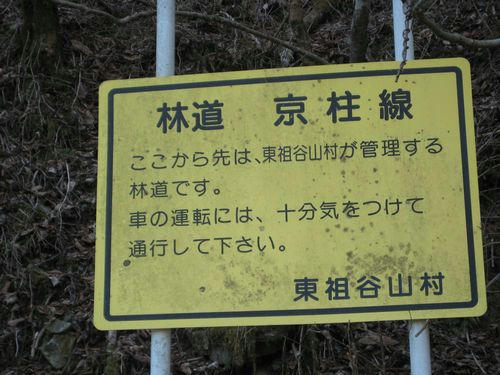 林道 京柱線
ここから先は、東祖谷山村が管理する
林道です。
車の運転には、十分気をつけて
通行して下さい。
東祖谷山村